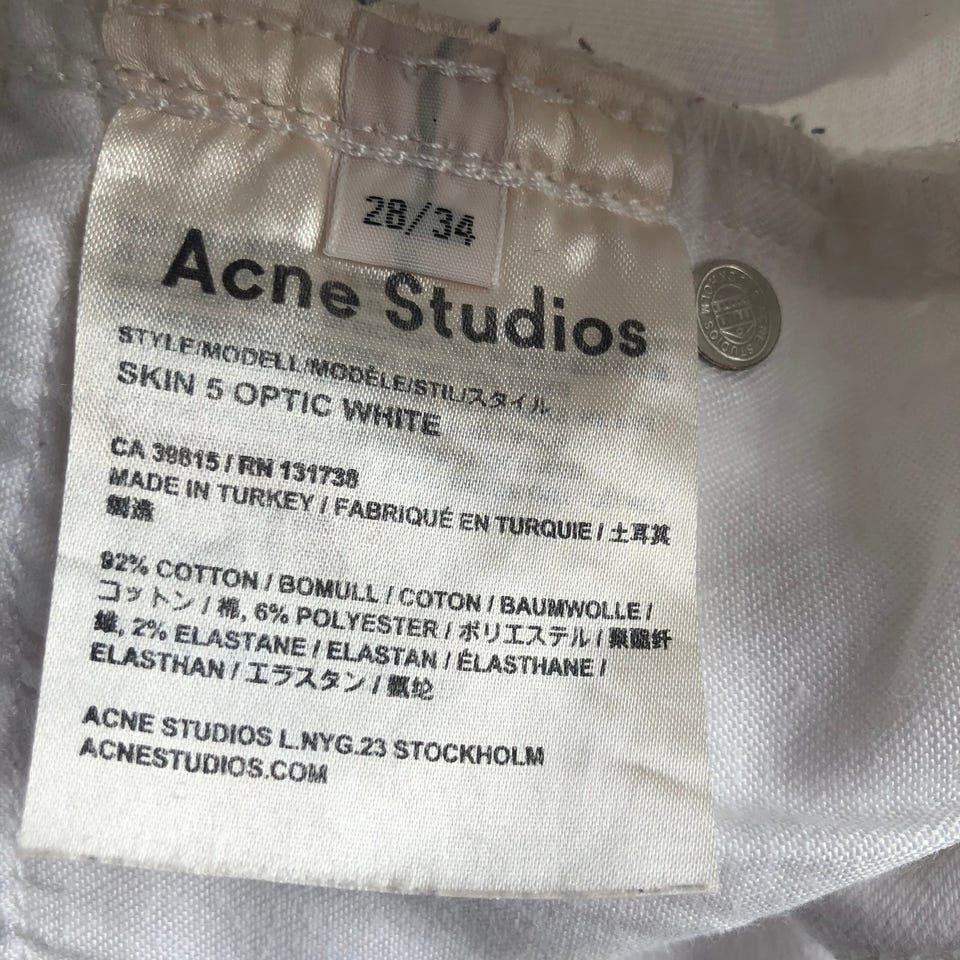 28/34
Acne Studios
STYLE/MODELL/MODÈLE/STIL/スタイル
SKIN 5 OPTIC WHITE
CA 39815 / RN 131738
MADE IN TURKEY / FABRIQUÉ EN TURQUIE / 土耳其
制造
92% COTTON / BOMULL / COTON / BAUMWOLLE /
コットン / 棉, 6% POLYESTER / ポリエステル / 聚酯纤
维, 2% ELASTANE / ELASTAN / ÉLASTHANE /
ELASTHAN / エラスタン / 氨纶
ACNE STUDIOS L.NYG.23 STOCKHOLM
ACNESTUDIOS.COM